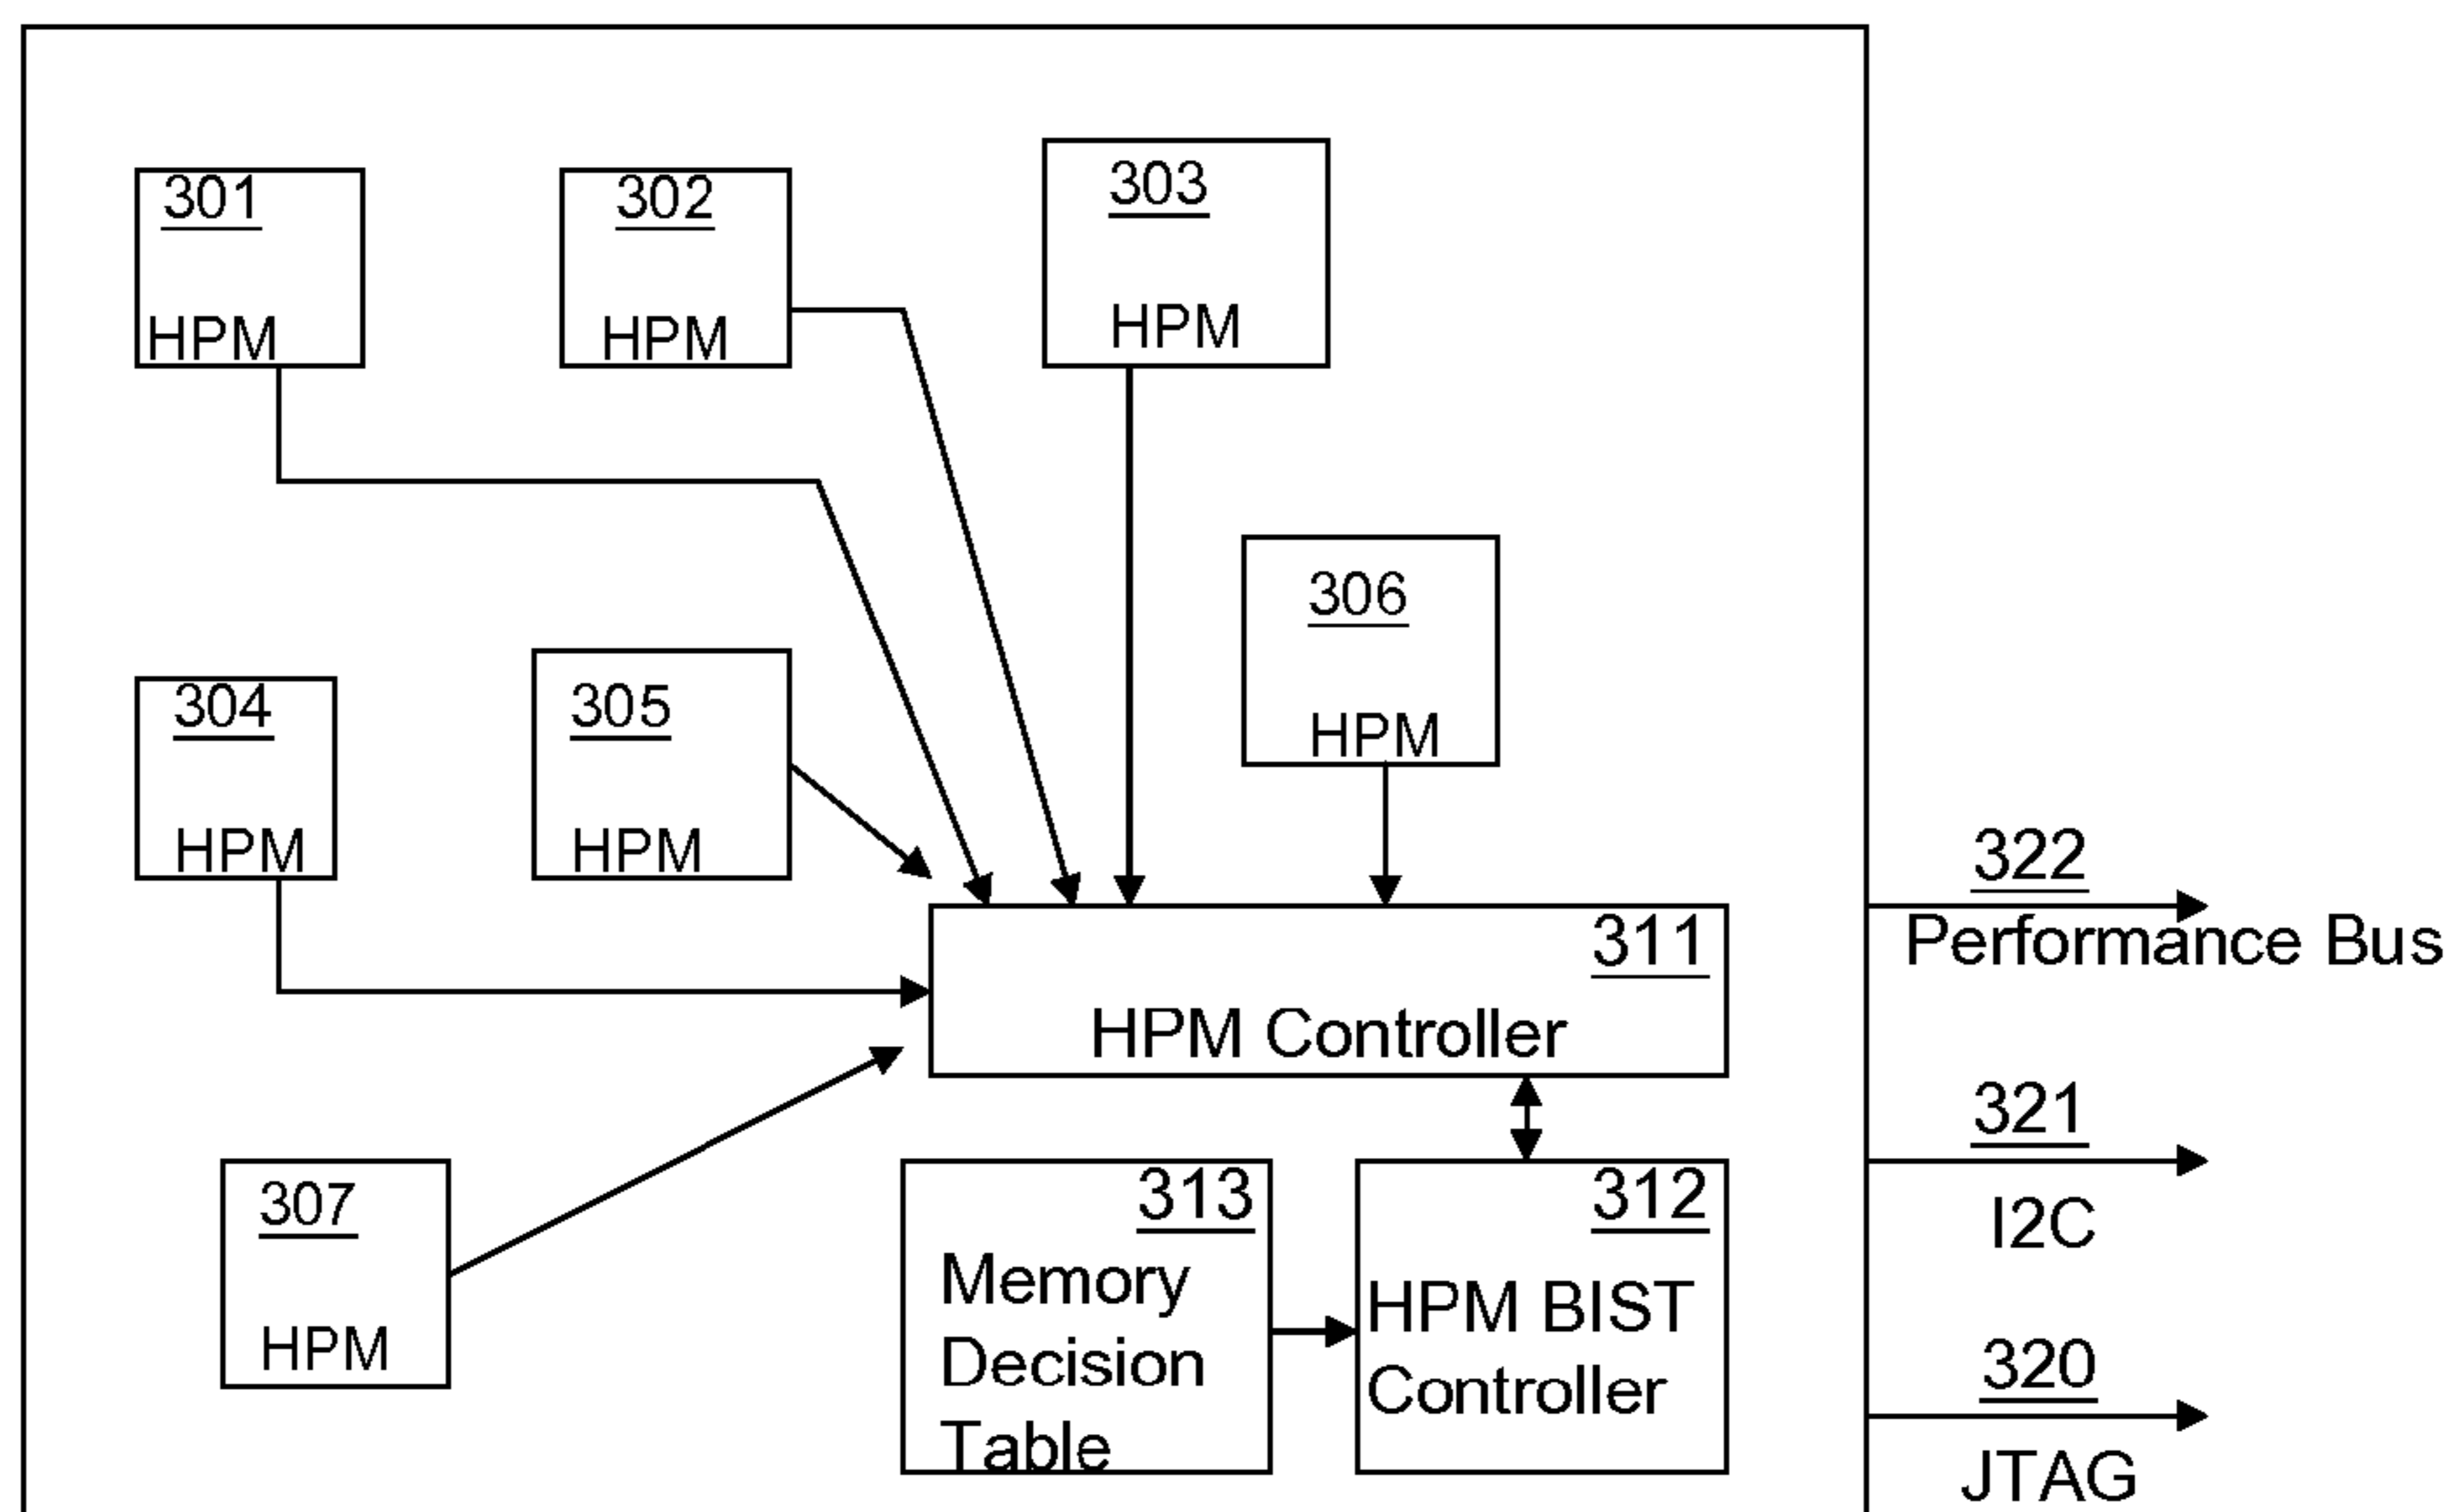 301
HPM
302
HPM
303
HPM
304
HPM
305
HPM
306
HPM
307
HPM
311
HPM Controller
313
Memory
Decision
Table
312
HPM BIST
Controller
322
Performance Bus
321
I2C
320
JTAG